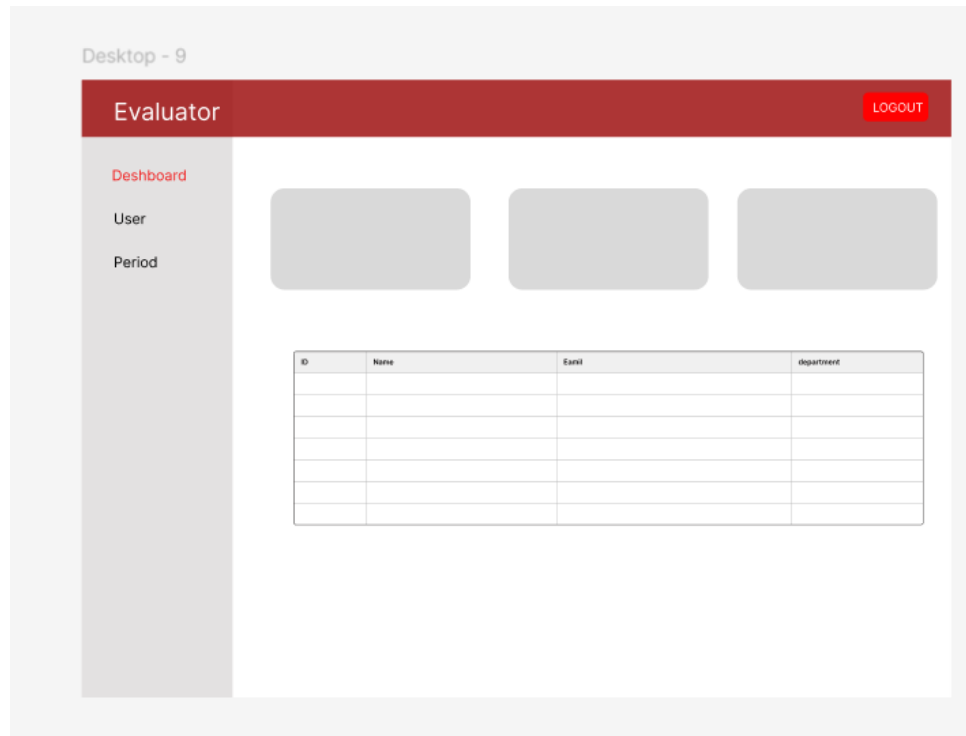 Desktop - 9
Evaluator
LOGOUT
Deshboard
User
Period
ID Name Eamil department